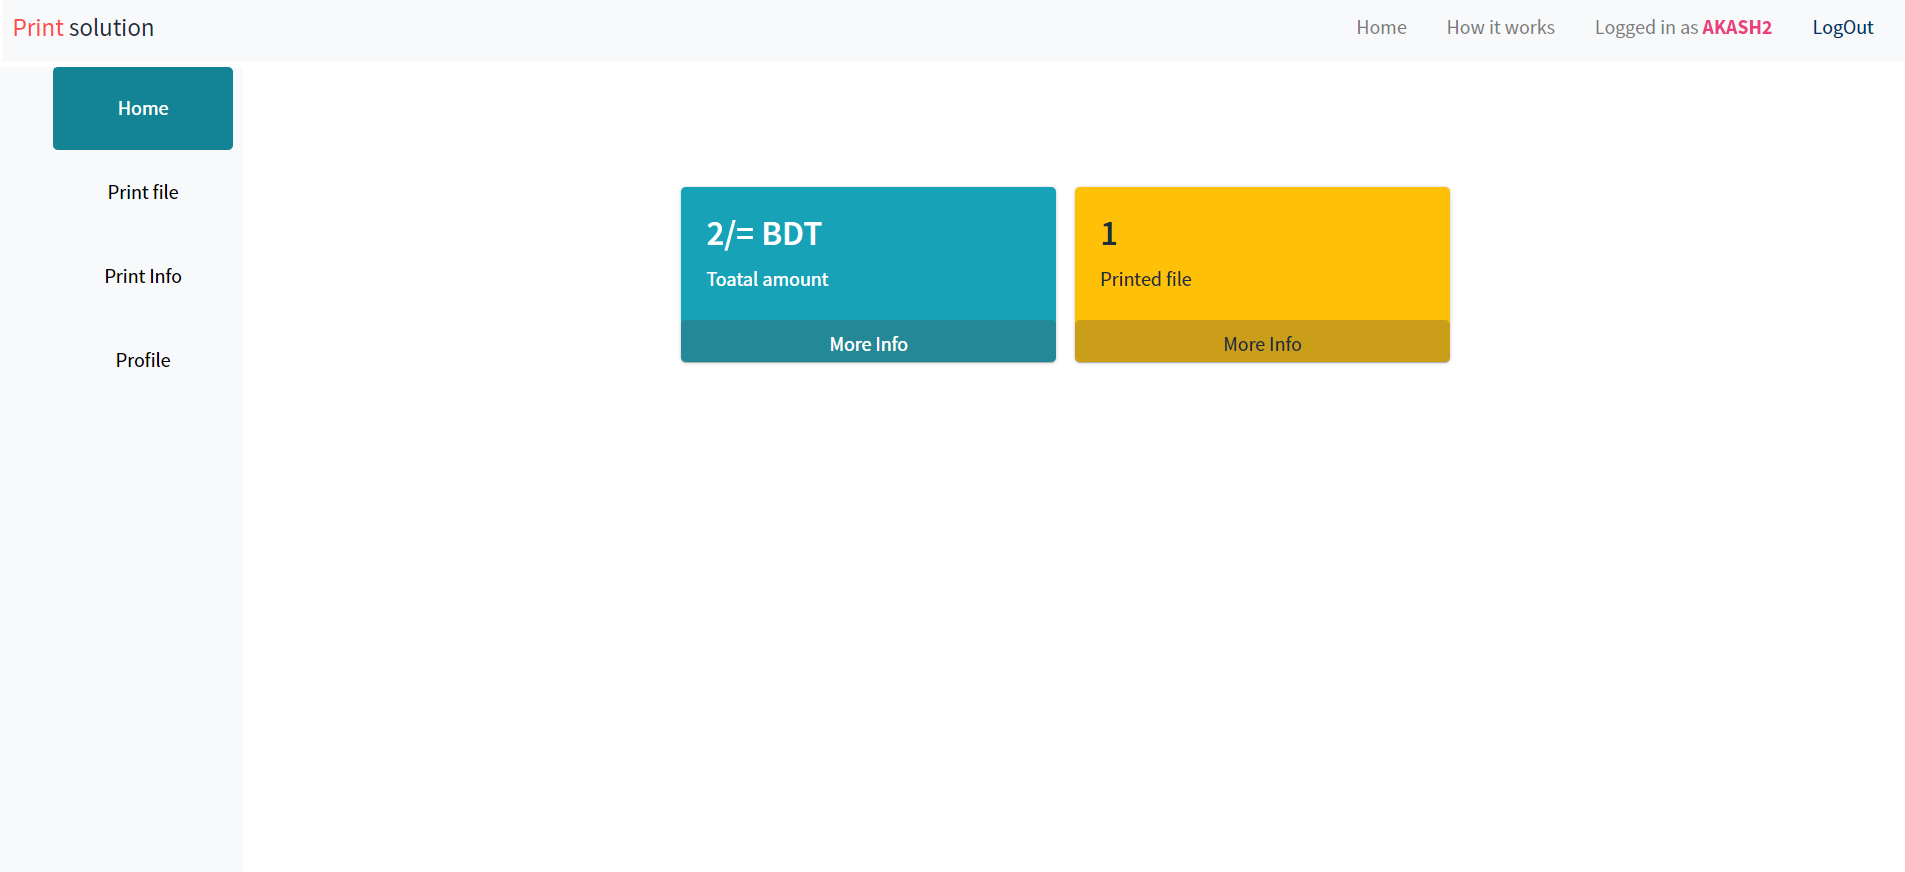 Print solution
Home How it works Logged in as AKASH2 LogOut
Home
Print file
Print Info
Profile
2/= BDT
Toatal amount
More Info
1
Printed file
More Info